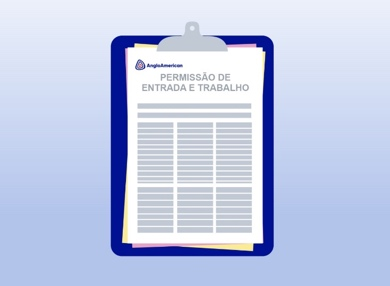 AngloAmerican
PERMISSÃO DE
ENTRADA E TRABALHO